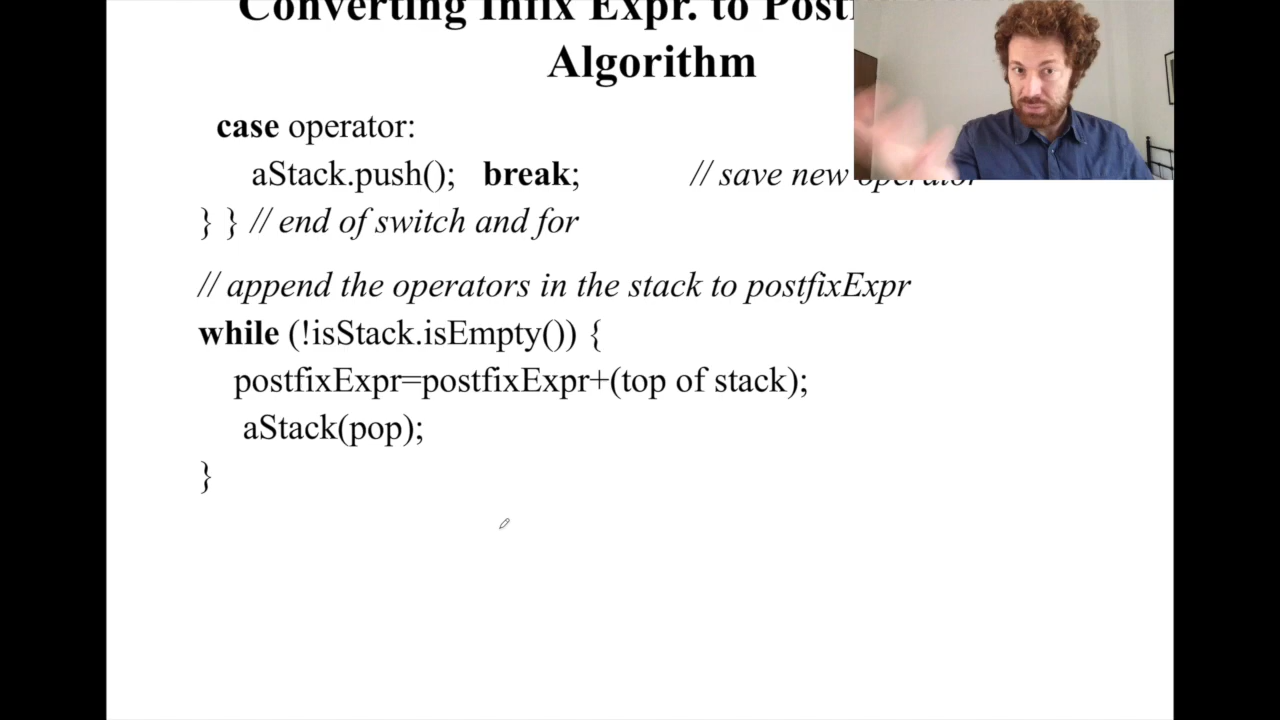 Converting Infix Expr. to
Algorithm
case operator:
aStack.push(); break; // save new operator
} } // end of switch and for
// append the operators in the stack to postfixExpr
while (!isStack.isEmpty()) {
postfixExpr=postfixExpr+(top of stack);
aStack(pop);
}